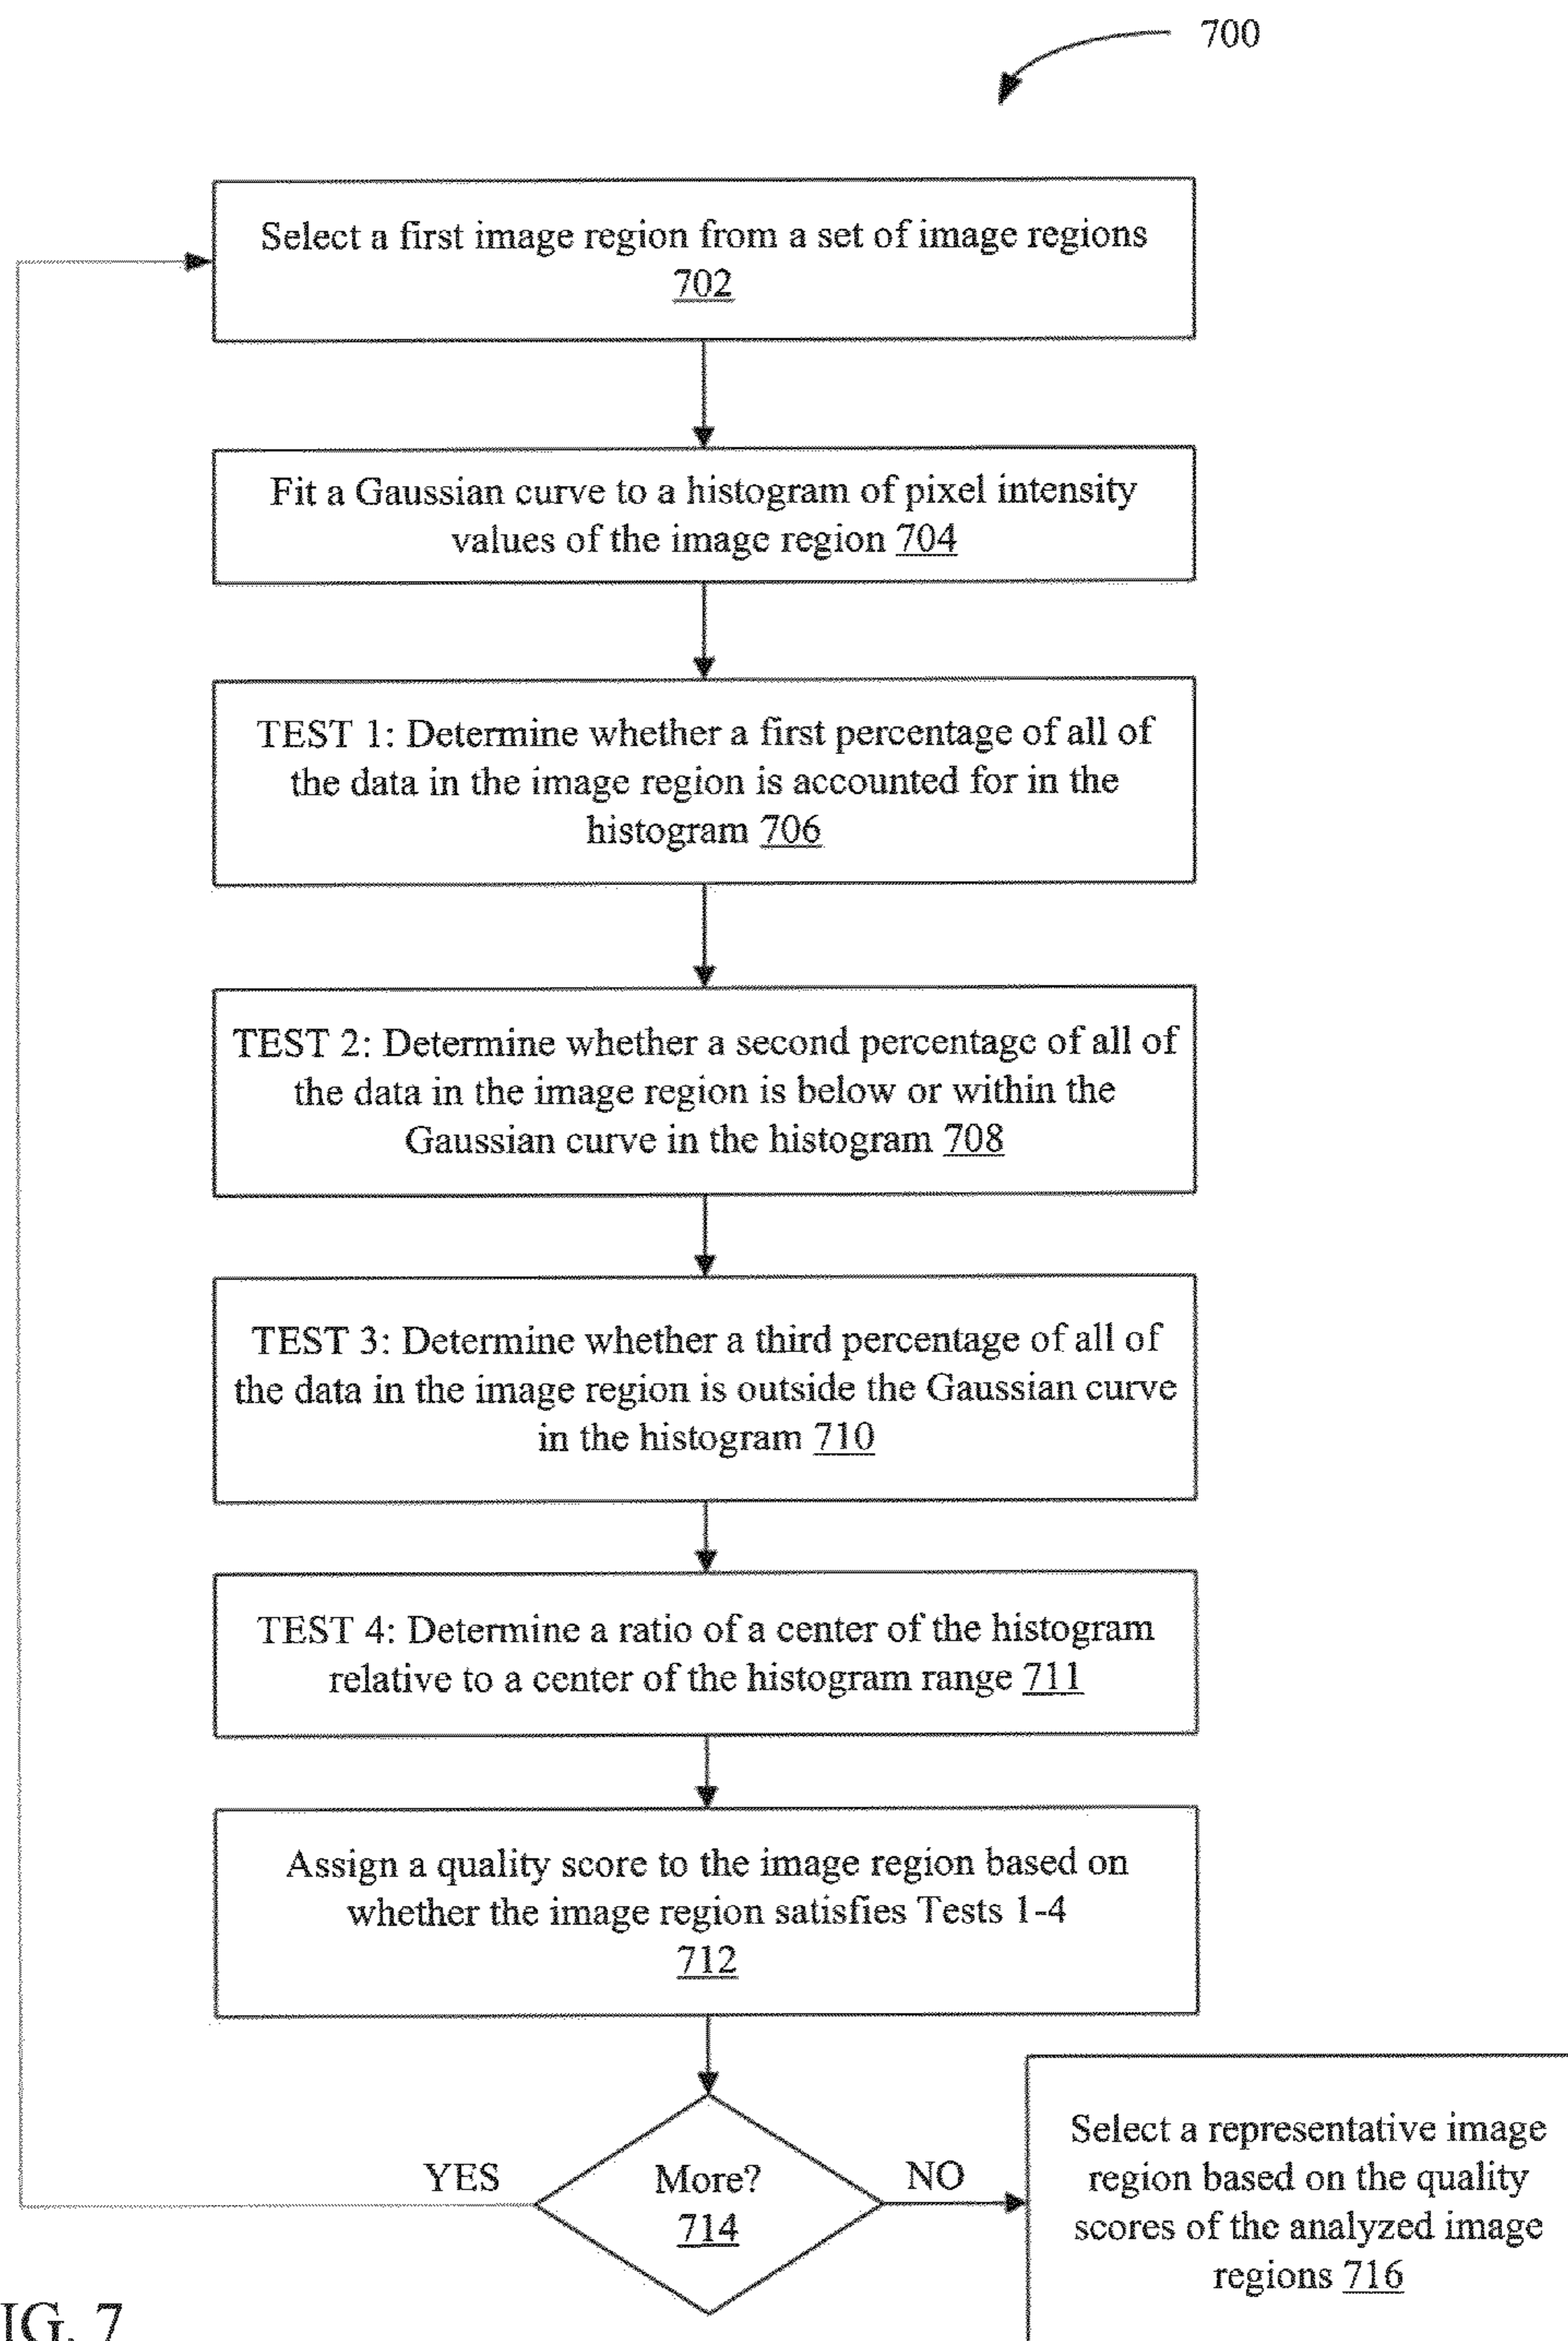 700
Select a first image region from a set of image regions
702
Fit a Gaussian curve to a histogram of pixel intensity
values of the image region 704
TEST 1: Determine whether a first percentage of all of
the data in the image region is accounted for in the
histogram 706
TEST 2: Determine whether a second percentage of all of
the data in the image region is below or within the
Gaussian curve in the histogram 708
TEST 3: Determine whether a third percentage of all of
the data in the image region is outside the Gaussian curve
in the histogram 710
TEST 4: Determine a ratio of a center of the histogram
relative to a center of the histogram range 711
Assign a quality score to the image region based on
whether the image region satisfies Tests 1-4
712
YES
More?
714
NO
Select a representative image
region based on the quality
scores of the analyzed image
regions 716
IG. 7